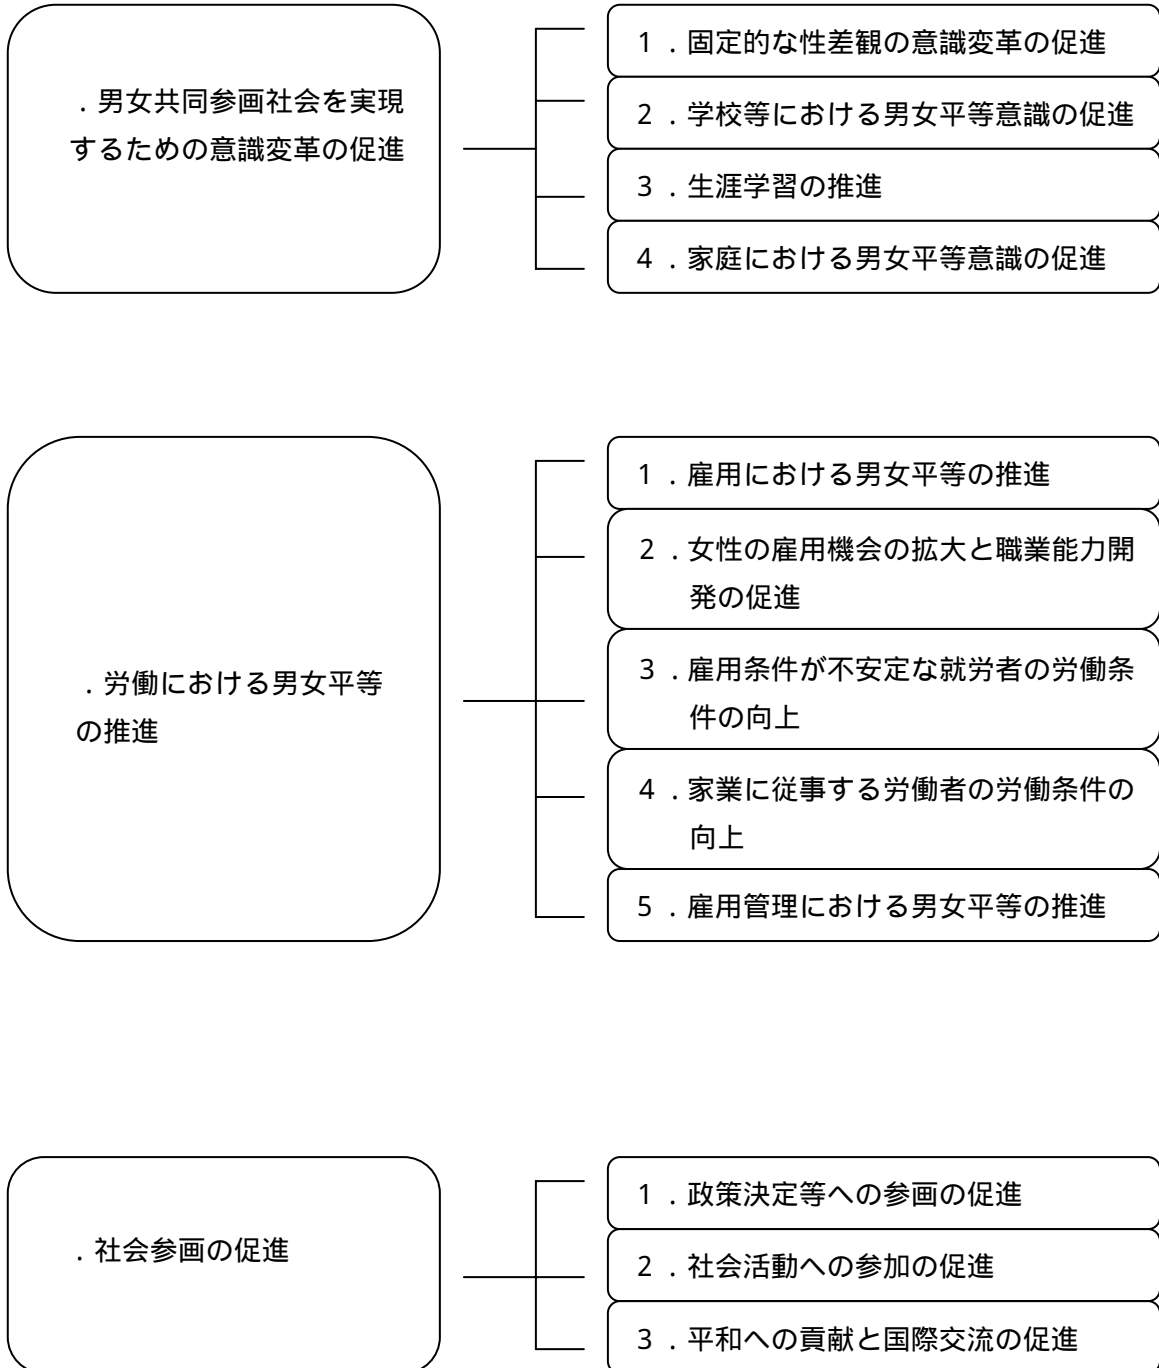 ．男女共同参画社会を実現
するための意識変革の促進
1．固定的な性差観の意識変革の促進
2．学校等における男女平等意識の促進
3．生涯学習の推進
4．家庭における男女平等意識の促進
．労働における男女平等
の推進
1．雇用における男女平等の推進
2．女性の雇用機会の拡大と職業能力開
発の促進
3．雇用条件が不安定な就労者の労働条
件の向上
4．家業に従事する労働者の労働条件の
向上
5．雇用管理における男女平等の推進
．社会参画の促進
1．政策決定等への参画の促進
2．社会活動への参加の促進
3．平和への貢献と国際交流の促進